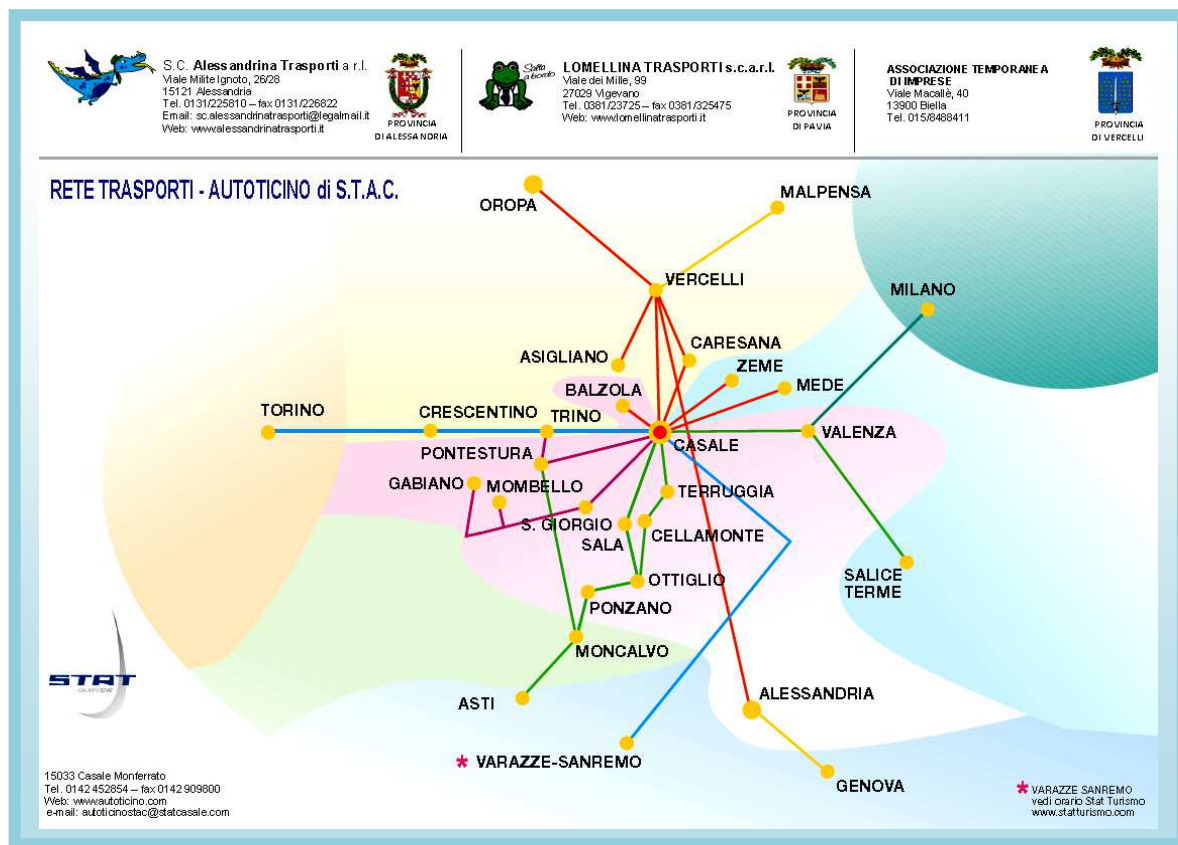 S.C. Alessandrina Trasporti a r.l.
Viale Milite Ignoto, 26/28
15121 Alessandria
Tel. 0131/225810 – fax 0131/226822
Email: sc.alessandrinatrasporti@legalmail.it
Web: www.alessandrinatrasporti.it
PROVINCIA
DI ALESSANDRIA
Salta
a bordo
LOMELLINA TRASPORTI s.c.a.r.l.
Viale dei Mille, 99
27029 Vigevano
Tel. 0381/23725 – fax 0381/325475
Web: www.lomellinatrasporti.it
PROVINCIA
DI PAVIA
ASSOCIAZIONE TEMPORANEA
DI IMPRESE
Viale Macallè, 40
13900 Biella
Tel. 015/8488411
PROVINCIA
DI VERCELLI
RETE TRASPORTI - AUTOTICINO di S.T.A.C.
OROPA
MALPENSA
VERCELLI
MILANO
ASIGLIANO
CARESANA
ZEME
BALZOLA
MEDE
TORINO
CRESCENTINO
TRINO
CASALE
VALENZA
PONTESTURA
GABIANO
MOMBELLO
TERRUGGIA
S. GIORGIO
CELLAMONTE
SALA
OTTIGLIO
SALICE
TERME
PONZANO
MONCALVO
ASTI
ALESSANDRIA
* VARAZZE-SANREMO
GENOVA
STAT
GRUPPO STAT
15033 Casale Monferrato
Tel. 0142 452854 – fax 0142 909800
Web: www.autoticino.com
e-mail: autoticinostac@statcasale.com
* VARAZZE SANREMO
vedi orario Stat Turismo
www.statturismo.com